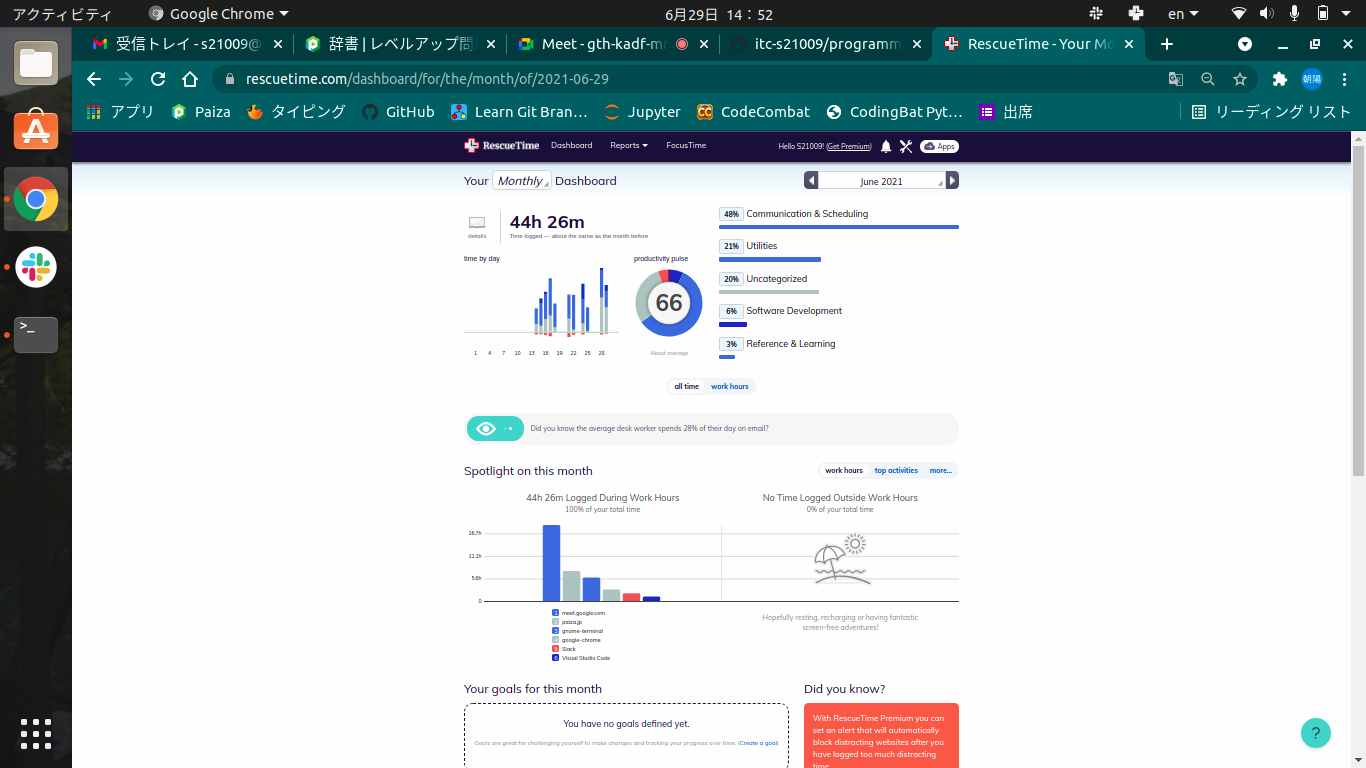 アクティビティ
Google Chrome
6月29日 14：52
en
受信トレイ - s21009@
辞書 | レベルアップ問
Meet - gth-kadf-mr
itc-s21009/programm
RescueTime - Your Mo
rescuetime.com/dashboard/for/the/month/of/2021-06-29
朝陽
アプリ
Paiza
タイピング
GitHub
Learn Git Bran…
Jupyter
CodeCombat
CodingBat Pyt…
出席
リーディング リスト
RescueTime
Dashboard
Reports
FocusTime
Hello S21009! (Get Premium)
Apps
Your Monthly Dashboard
June 2021
details
44h 26m
Time logged — about the same as the month before
time by day
1 4 7 10 13 16 19 22 25 28
productivity pulse
66
About average
48% Communication & Scheduling
21% Utilities
20% Uncategorized
6% Software Development
3% Reference & Learning
all time work hours
Did you know the average desk worker spends 28% of their day on email?
Spotlight on this month
work hours top activities more...
44h 26m Logged During Work Hours
100% of your total time
16.7h
11.1h
5.6h
0
1 meet.google.com
2 paiza.jp
3 gnome-terminal
4 google-chrome
5 Slack
6 Visual Studio Code
No Time Logged Outside Work Hours
0% of your total time
Hopefully resting, recharging or having fantastic
screen-free adventures!
Your goals for this month
You have no goals defined yet.
Goals are great for challenging yourself to make changes and tracking your progress over time. (Create a goal)
Did you know?
With RescueTime Premium you can
set an alert that will automatically
block distracting websites after you
have logged too much distracting
time
?